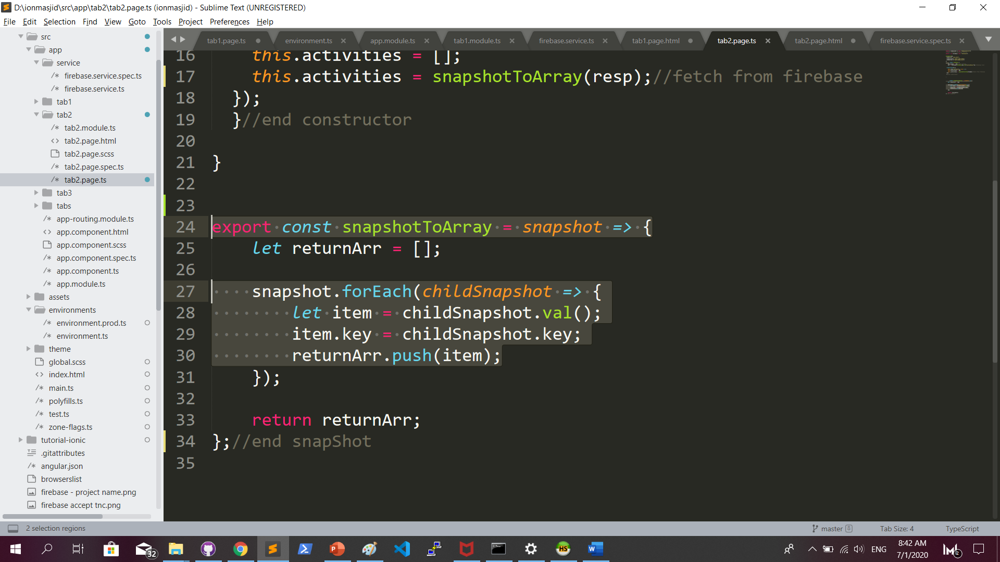 D:\ionmasjid\src\app\tab2\tab2.page.ts (ionmasjid) - Sublime Text (UNREGISTERED)
File Edit Selection Find View Goto Tools Project Preferences Help
src
app
service
firebase.service.spec.ts
firebase.service.ts
tab1
tab2
tab2.module.ts
tab2.page.html
tab2.page.scss
tab2.page.spec.ts
tab2.page.ts
tab3
tabs
app-routing.module.ts
app.component.html
app.component.scss
app.component.spec.ts
app.component.ts
app.module.ts
assets
environments
environment.prod.ts
environment.ts
theme
global.scss
index.html
main.ts
polyfills.ts
test.ts
zone-flags.ts
tutorial-ionic
.gitattributes
angular.json
browserslist
firebase - project name.png
firebase accept tnc.png
tab1.page.ts environment.ts app.module.ts tab1.module.ts firebase.service.ts tab1.page.html tab2.page.ts tab2.page.html firebase.service.spec.ts
16 this.activities = [];
17 this.activities = snapshotToArray(resp);//fetch from firebase
18 });
19 }//end constructor
20
21 }
22
23
24 export const snapshotToArray = snapshot => {
25 let returnArr = [];
26
27 snapshot.forEach(childSnapshot => {
28 let item = childSnapshot.val();
29 item.key = childSnapshot.key;
30 returnArr.push(item);
31 });
32
33 return returnArr;
34 };//end snapShot
35
2 selection regions master 8 Tab Size: 4 TypeScript
32 ENG 8:42 AM
7/1/2020 2